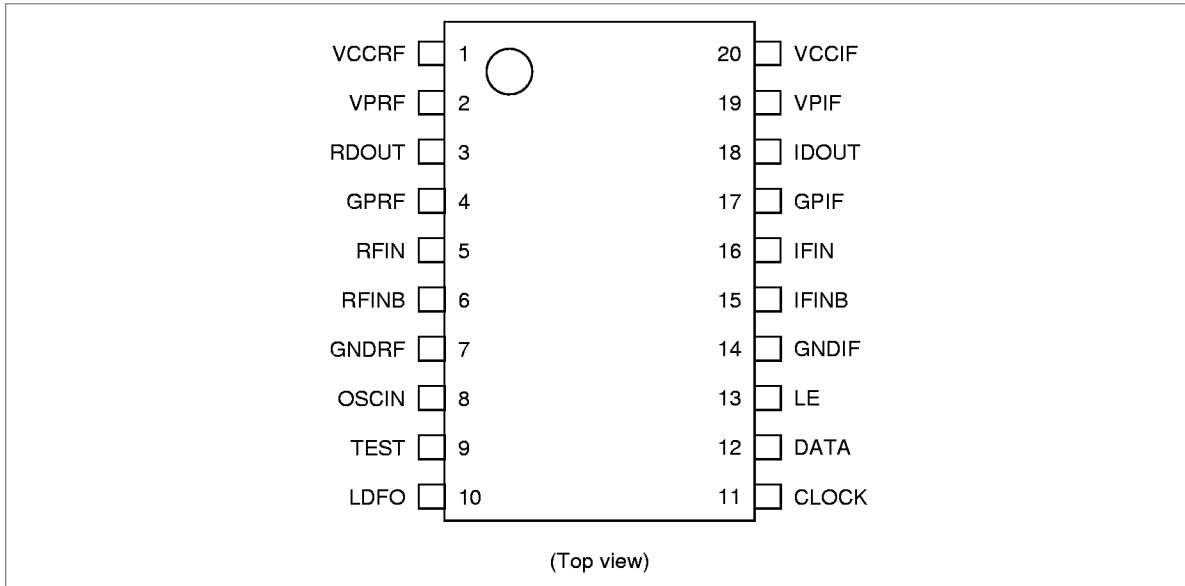 VCCRF 1 20 VCCIF
VPRF 2 19 VPIF
RDOUT 3 18 IDOUT
GPRF 4 17 GPIF
RFIN 5 16 IFIN
RFINB 6 15 IFINB
GNDRF 7 14 GNDIF
OSCIN 8 13 LE
TEST 9 12 DATA
LDFO 10 11 CLOCK
(Top view)